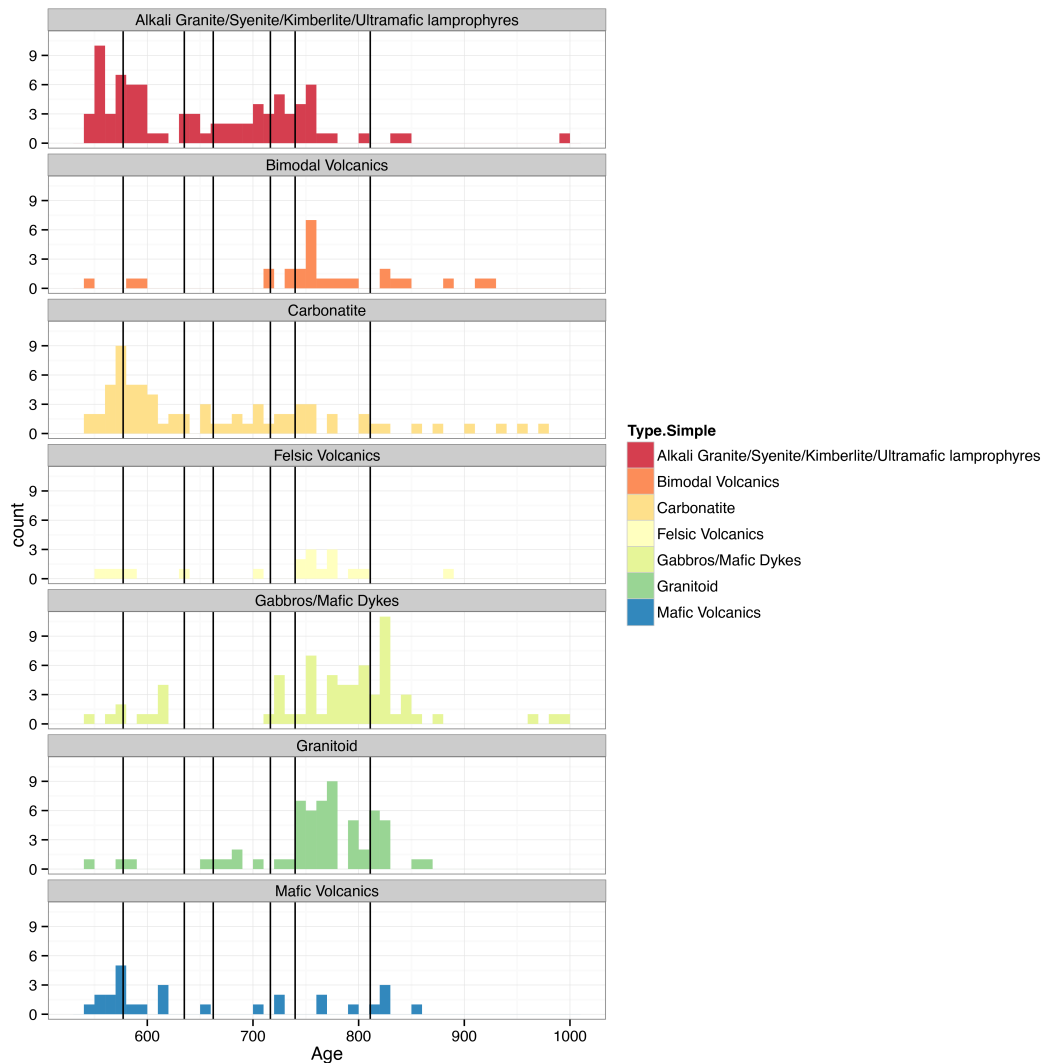 Alkali Granite/Syenite/Kimberlite/Ultramafic lamprophyres
9
6
3
0
Bimodal Volcanics
9
6
3
0
Carbonatite
9
6
3
0
Felsic Volcanics
9
6
3
0
Gabbros/Mafic Dykes
9
6
3
0
Granitoid
9
6
3
0
Mafic Volcanics
9
6
3
0
600 700 800 900 1000
Age
count
Type.Simple
Alkali Granite/Syenite/Kimberlite/Ultramafic lamprophyres
Bimodal Volcanics
Carbonatite
Felsic Volcanics
Gabbros/Mafic Dykes
Granitoid
Mafic Volcanics